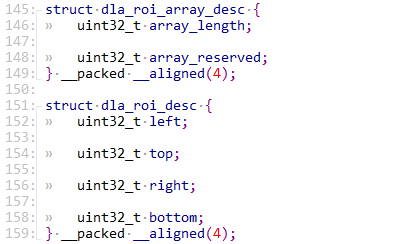 145: struct dla_roi_array_desc {
146: »   uint32_t array_length;
147:
148: »   uint32_t array_reserved;
149: } __packed __aligned(4);
150:
151: struct dla_roi_desc {
152: »   uint32_t left;
153:
154: »   uint32_t top;
155:
156: »   uint32_t right;
157:
158: »   uint32_t bottom;
159: } __packed __aligned(4);